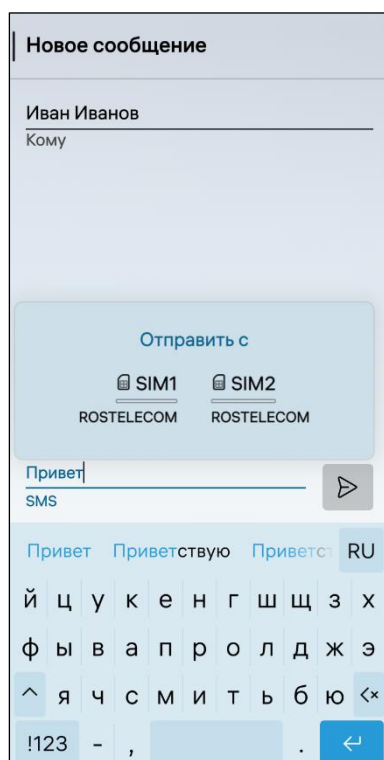 Новое сообщение
Иван Иванов
Кому
Отправить с
SIM1 SIM2
ROSTELECOM ROSTELECOM
Привет
SMS
Привет Приветствую Приветст RU
й ц у к е н г ш щ з х
ф ы в а п р о л д ж э
я ч с м и т ь б ю
!123 - , .